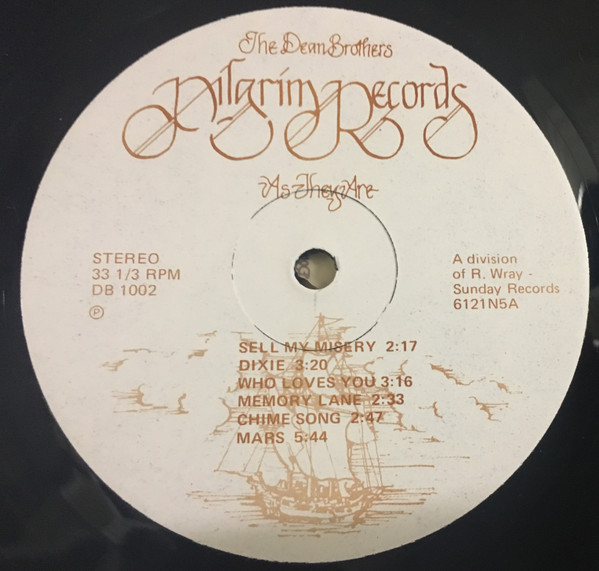 The Dean Brothers
Pilgrim Records
As They Are
STEREO
33 1/3 RPM
DB 1002
Ⓟ
A division
of R. Wray -
Sunday Records
6121N5A
SELL MY MISERY 2:17
DIXIE 3:20
WHO LOVES YOU 3:16
MEMORY LANE 2:33
CHIME SONG 2:47
MARS 5:44